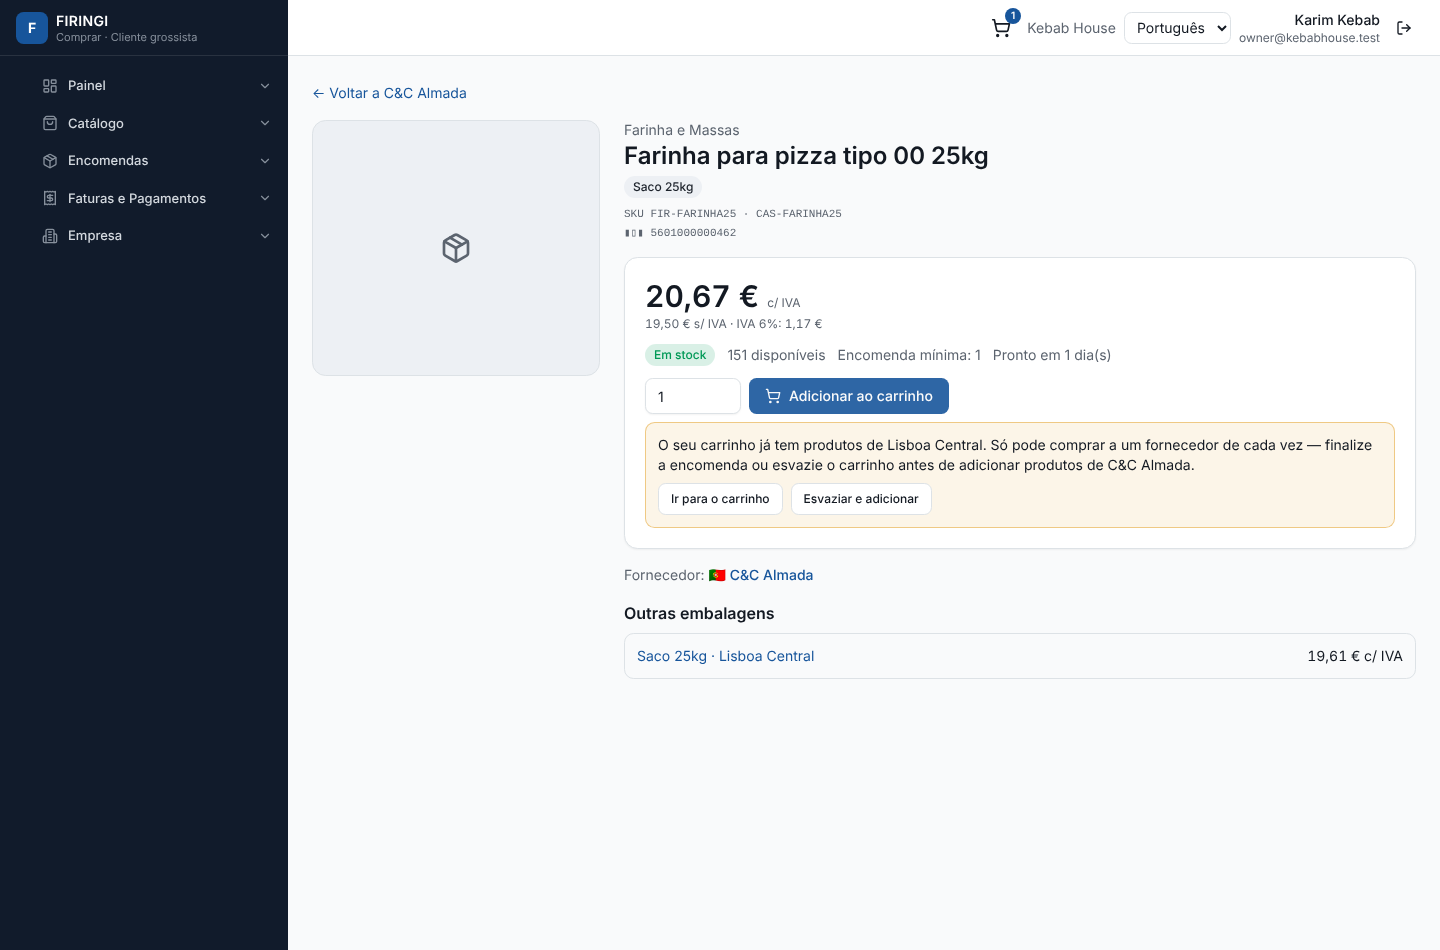 F
FIRINGI
Comprar · Cliente grossista
Painel
Catálogo
Encomendas
Faturas e Pagamentos
Empresa
1
Kebab House
Português
Karim Kebab
owner@kebabhouse.test
← Voltar a C&C Almada
Farinha e Massas
Farinha para pizza tipo 00 25kg
Saco 25kg
SKU FIR-FARINHA25 · CAS-FARINHA25
▮▯▮ 5601000000462
20,67 € c/ IVA
19,50 € s/ IVA · IVA 6%: 1,17 €
Em stock 151 disponíveis Encomenda mínima: 1 Pronto em 1 dia(s)
1
Adicionar ao carrinho
O seu carrinho já tem produtos de Lisboa Central. Só pode comprar a um fornecedor de cada vez — finalize
a encomenda ou esvazie o carrinho antes de adicionar produtos de C&C Almada.
Ir para o carrinho
Esvaziar e adicionar
Fornecedor: 🇵🇹 C&C Almada
Outras embalagens
Saco 25kg · Lisboa Central 19,61 € c/ IVA